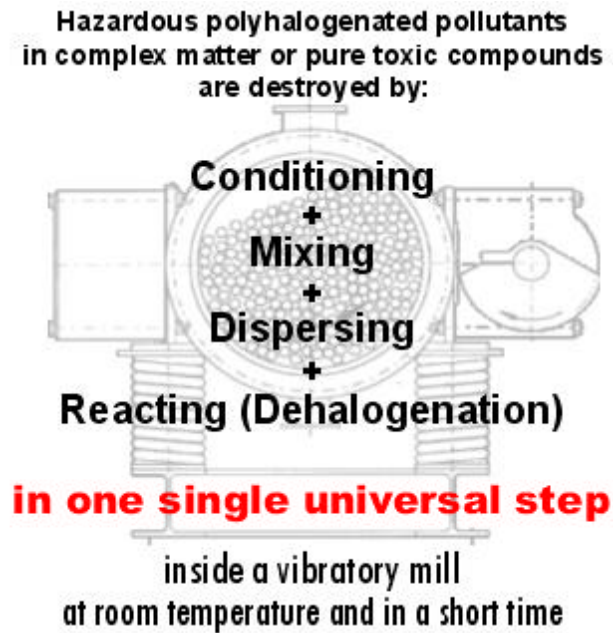 Hazardous polyhalogenated pollutants
in complex matter or pure toxic compounds
are destroyed by:
Conditioning
+
Mixing
+
Dispersing
+
Reacting (Dehalogenation)
in one single universal step
inside a vibratory mill
at room temperature and in a short time